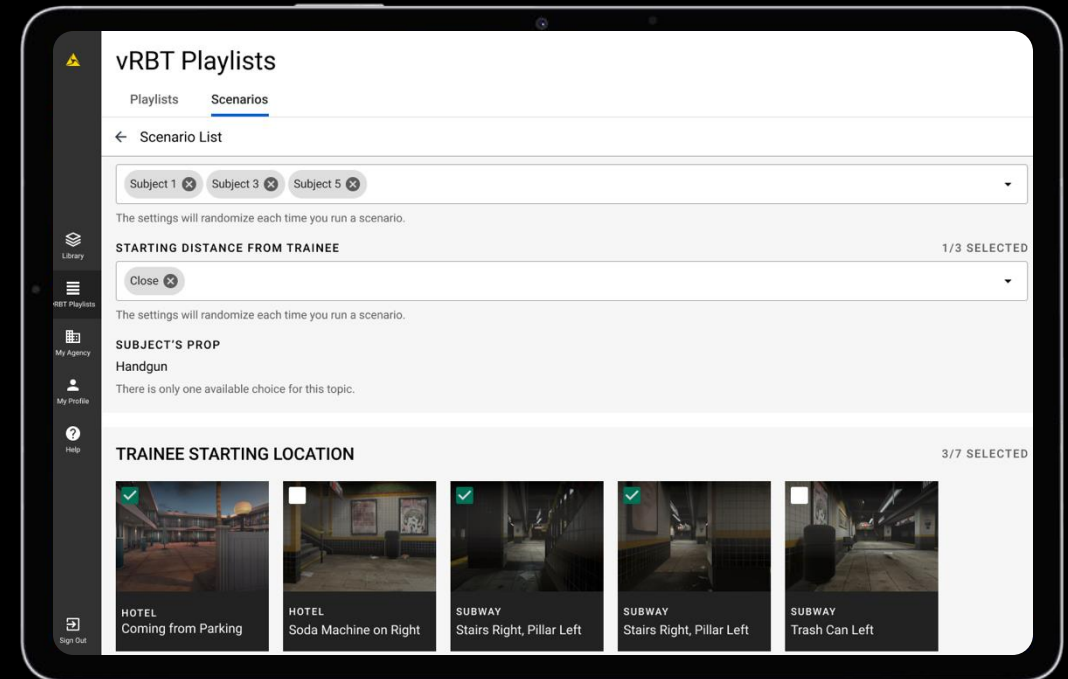 vRBT Playlists
Playlists Scenarios
Scenario List
Subject 1 Subject 3 Subject 5
The settings will randomize each time you run a scenario.
STARTING DISTANCE FROM TRAINEE 1/3 SELECTED
Close
The settings will randomize each time you run a scenario.
SUBJECT'S PROP
Handgun
There is only one available choice for this topic.
TRAINEE STARTING LOCATION 3/7 SELECTED
HOTEL
Coming from Parking
HOTEL
Soda Machine on Right
SUBWAY
Stairs Right, Pillar Left
SUBWAY
Stairs Right, Pillar Left
SUBWAY
Trash Can Left
Library
vRBT Playlists
My Agency
My Profile
Help
Sign Out